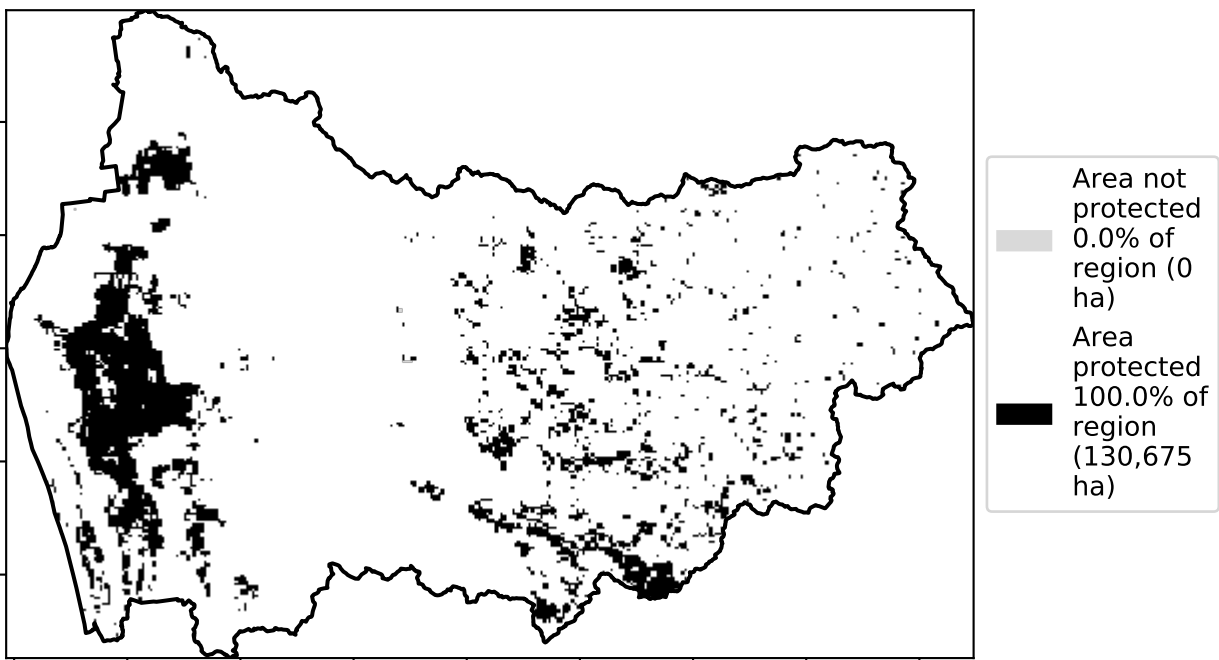 Area not
protected
0.0% of
region (0
ha)
Area
protected
100.0% of
region
(130,675
ha)